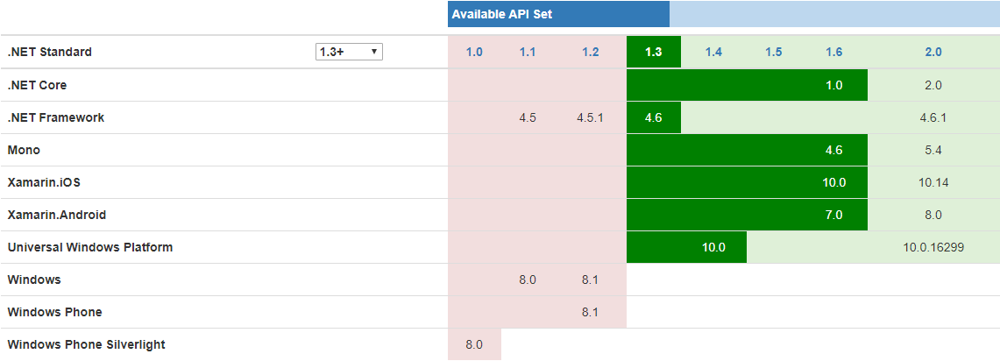 Available API Set
.NET Standard 1.3+ 1.0 1.1 1.2 1.3 1.4 1.5 1.6 2.0
.NET Core 1.0 2.0
.NET Framework 4.5 4.5.1 4.6 4.6.1
Mono 4.6 5.4
Xamarin.iOS 10.0 10.14
Xamarin.Android 7.0 8.0
Universal Windows Platform 10.0 10.0.16299
Windows 8.0 8.1
Windows Phone 8.1
Windows Phone Silverlight 8.0